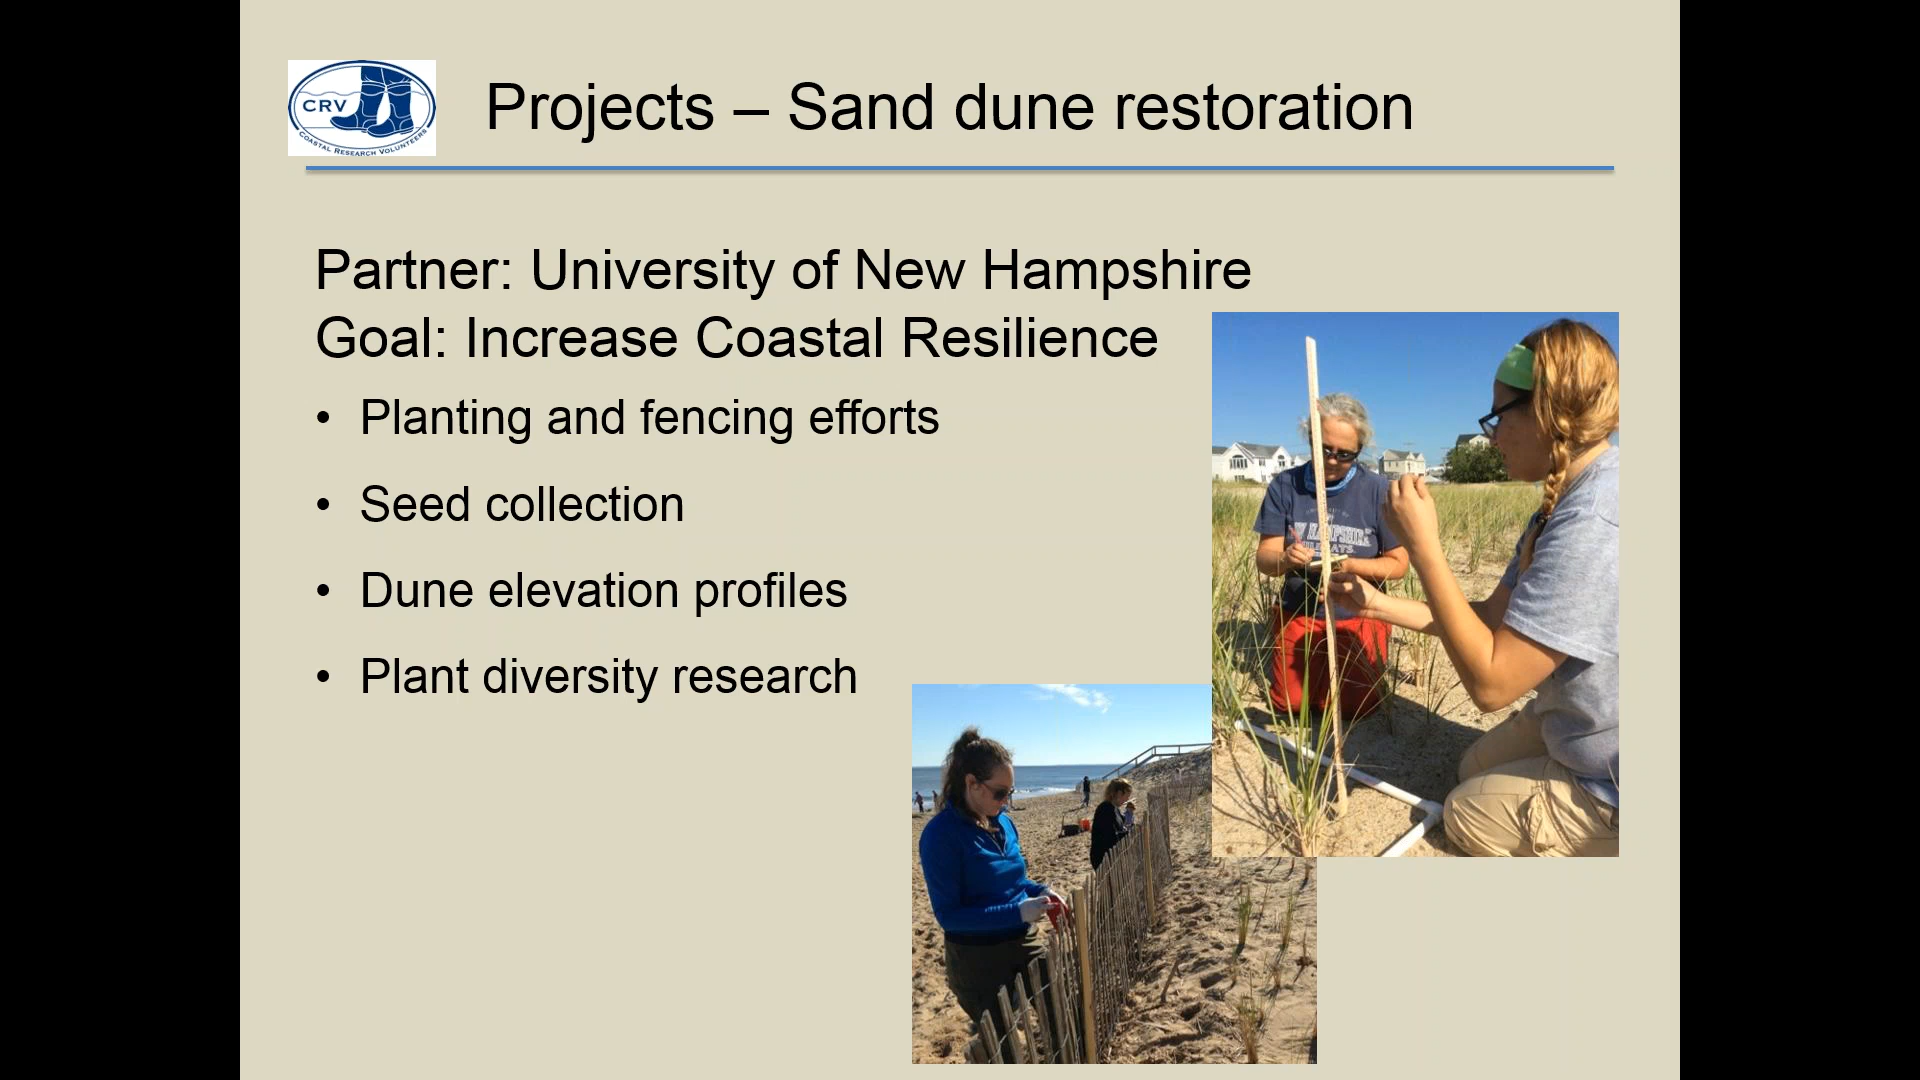 CRV
COASTAL RESEARCH VOLUNTEERS
Projects – Sand dune restoration
Partner: University of New Hampshire
Goal: Increase Coastal Resilience
• Planting and fencing efforts
• Seed collection
• Dune elevation profiles
• Plant diversity research
HAMPSHIRE